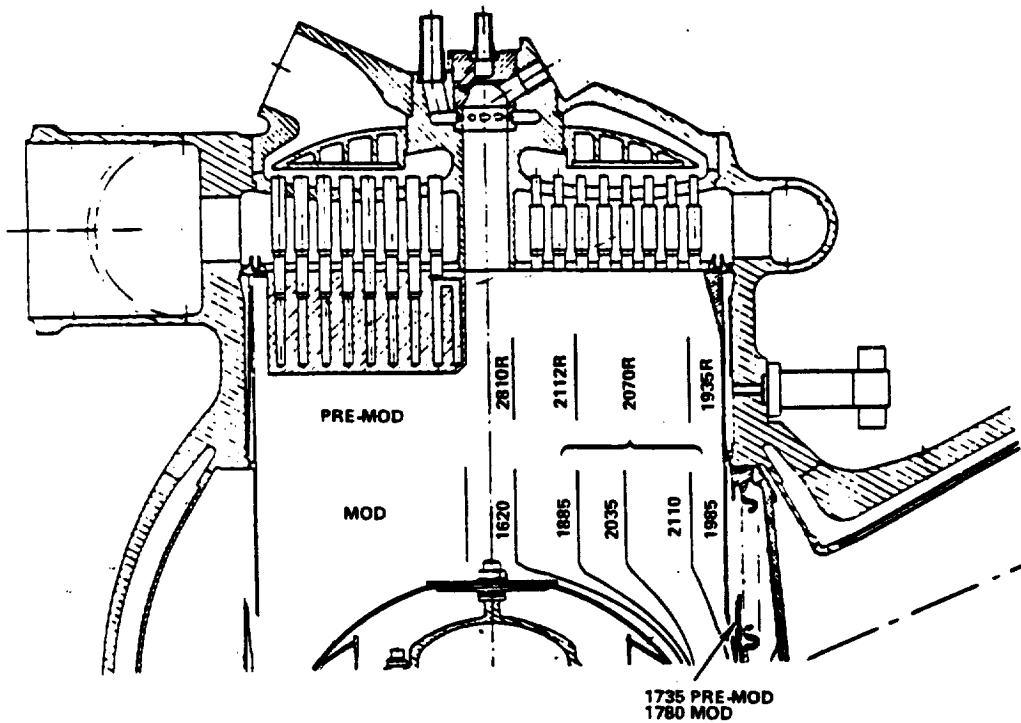 PRE-MOD
2810R
2112R
2070R
1935R
MOD
1620
1885
2035
2110
1985
1735 PRE-MOD
1780 MOD